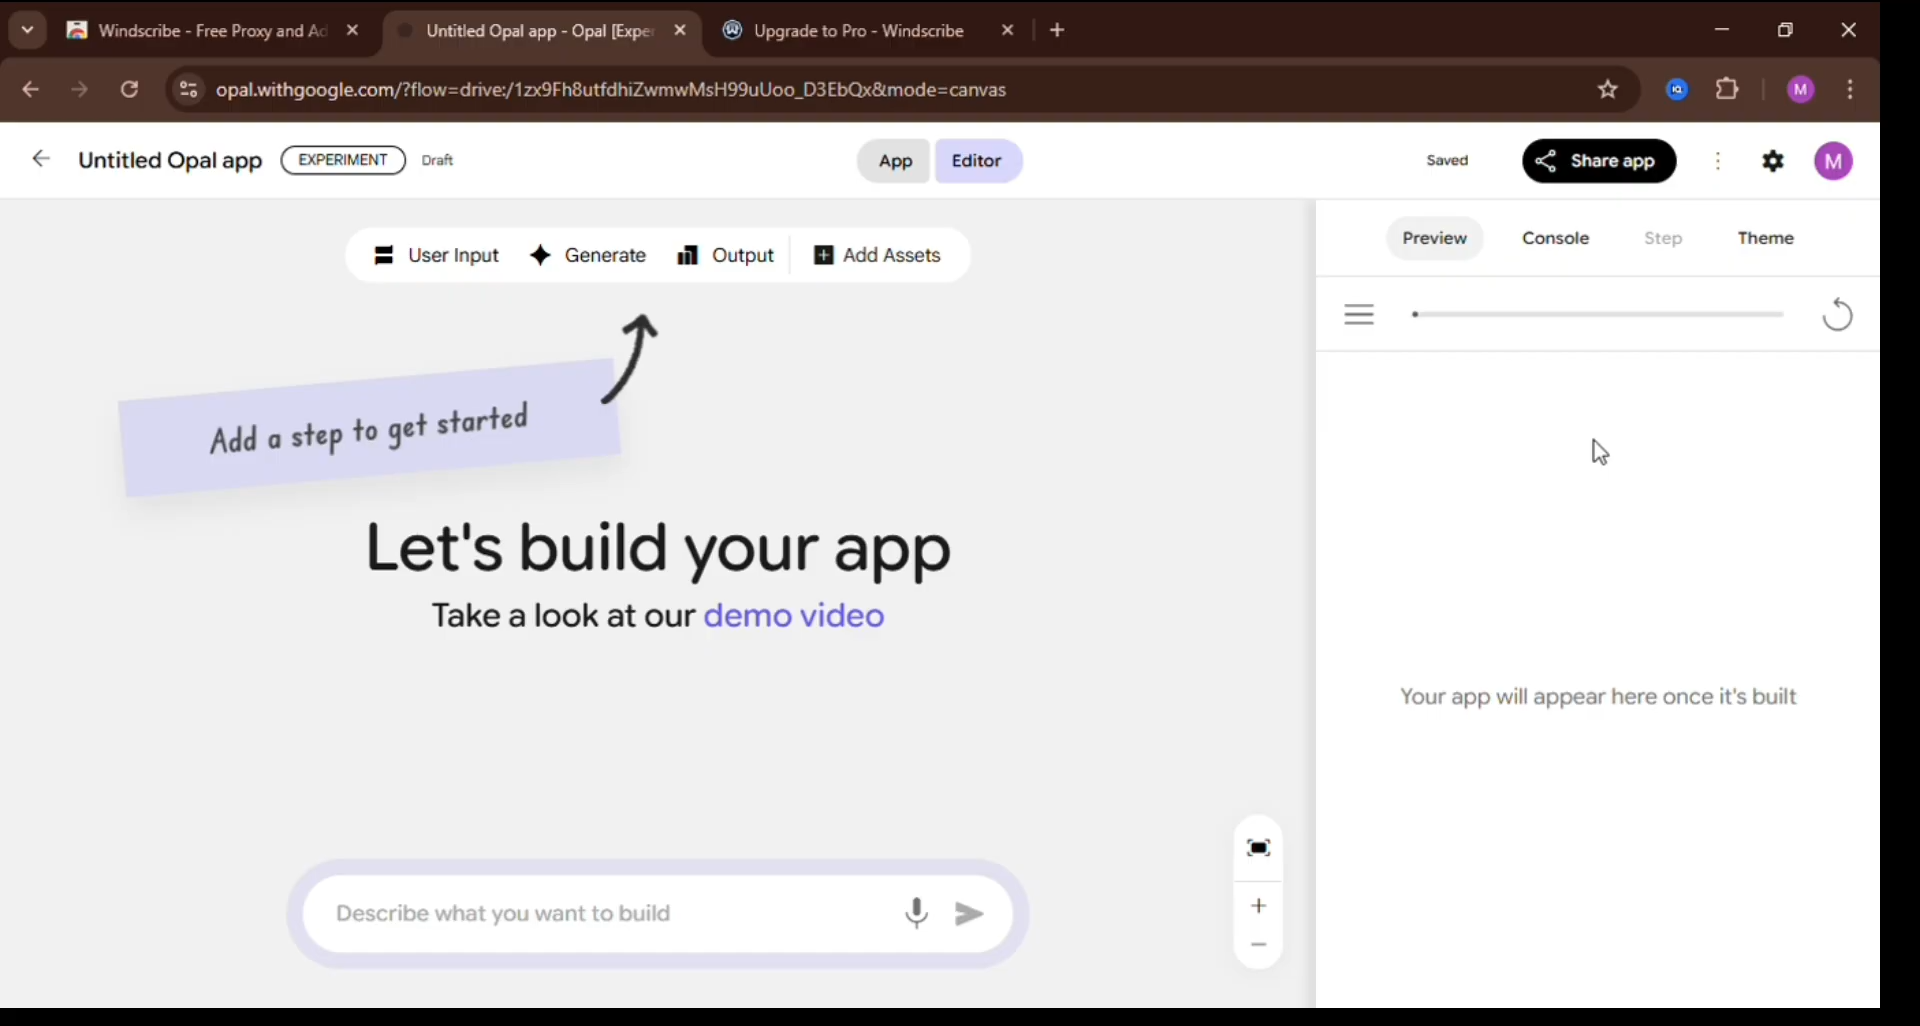 Windscribe - Free Proxy and Ad
Untitled Opal app - Opal [Exper
Upgrade to Pro - Windscribe
opal.withgoogle.com/?flow=drive:/1zx9Fh8utfdhiZwmwMsH99uUoo_D3EbQx&mode=canvas
M
Untitled Opal app
EXPERIMENT
Draft
App
Editor
Saved
Share app
M
User Input
Generate
Output
Add Assets
Preview
Console
Step
Theme
Add a step to get started
Let's build your app
Take a look at our demo video
Your app will appear here once it's built
Describe what you want to build